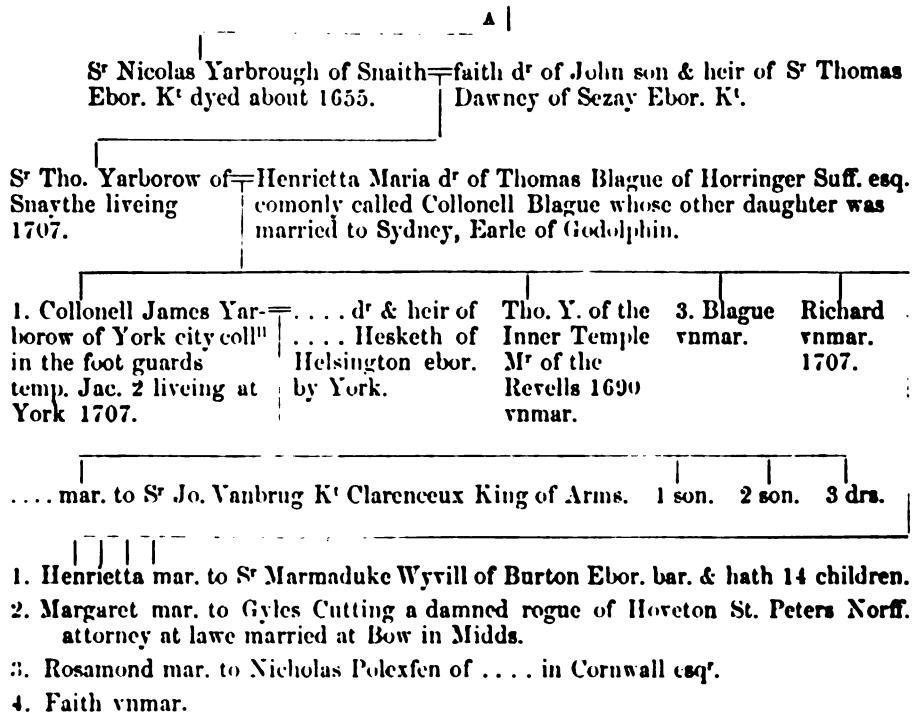 A
Sʳ Nicolas Yarbrough of Snaith=faith dʳ of John son & heir of Sʳ Thomas
Ebor. Kᵗ dyed about 1655. Dawney of Sezay Ebor. Kᵗ.
Sʳ Tho. Yarborow of=Henrietta Maria dʳ of Thomas Blague of Horringer Suff. esq.
Snaythe liveing comonly called Collonell Blague whose other daughter was
1707. married to Sydney, Earle of Godolphin.
1. Collonell James Yar-=. . . . dʳ & heir of Tho. Y. of the 3. Blague Richard
borow of York city collⁿ . . . . Hesketh of Inner Temple vnmar. vnmar.
in the foot guards Helsington ebor. Mʳ of the 1707.
temp. Jac. 2 liveing at by York. Revells 1690
York 1707. vnmar.
. . . . mar. to Sʳ Jo. Vanbrug Kᵗ Clarenceux King of Arms. 1 son. 2 son. 3 drs.
1. Henrietta mar. to Sʳ Marmaduke Wyvill of Burton Ebor. bar. & hath 14 children.
2. Margaret mar. to Gyles Cutting a damned rogue of Hoveton St. Peters Norff.
attorney at lawe married at Bow in Midds.
3. Rosamond mar. to Nicholas Polexfen of . . . . in Cornwall esqʳ.
4. Faith vnmar.